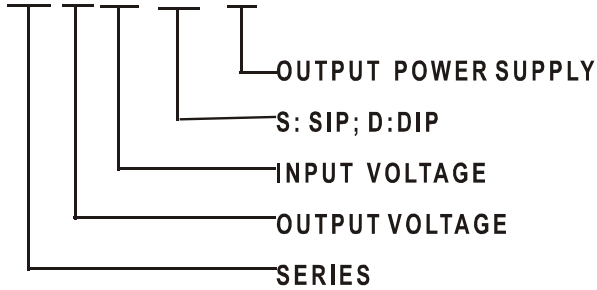 OUTPUT POWER SUPPLY
S: SIP; D:DIP
INPUT VOLTAGE
OUTPUT VOLTAGE
SERIES